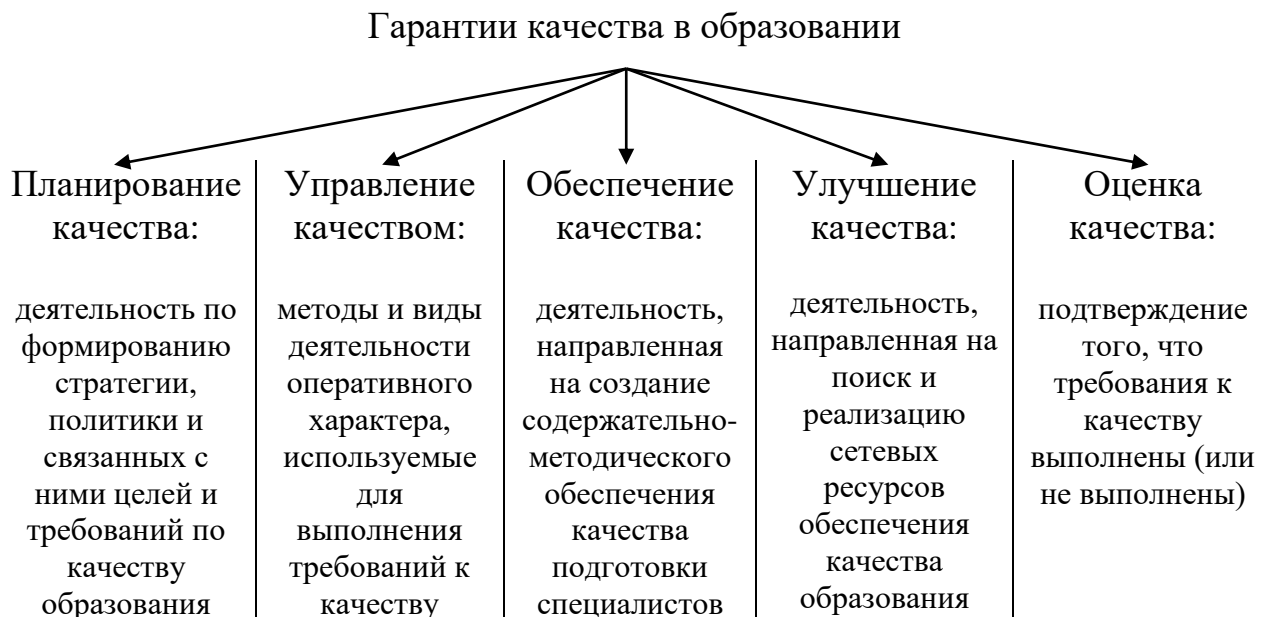 Гарантии качества в образовании
Планирование
качества:
деятельность по
формированию
стратегии,
политики и
связанных с
ними целей и
требований по
качеству
образования
Управление
качеством:
методы и виды
деятельности
оперативного
характера,
используемые
для
выполнения
требований к
качеству
Обеспечение
качества:
деятельность,
направленная
на создание
содержательно-
методического
обеспечения
качества
подготовки
специалистов
Улучшение
качества:
деятельность,
направленная на
поиск и
реализацию
сетевых
ресурсов
обеспечения
качества
образования
Оценка
качества:
подтверждение
того, что
требования к
качеству
выполнены (или
не выполнены)